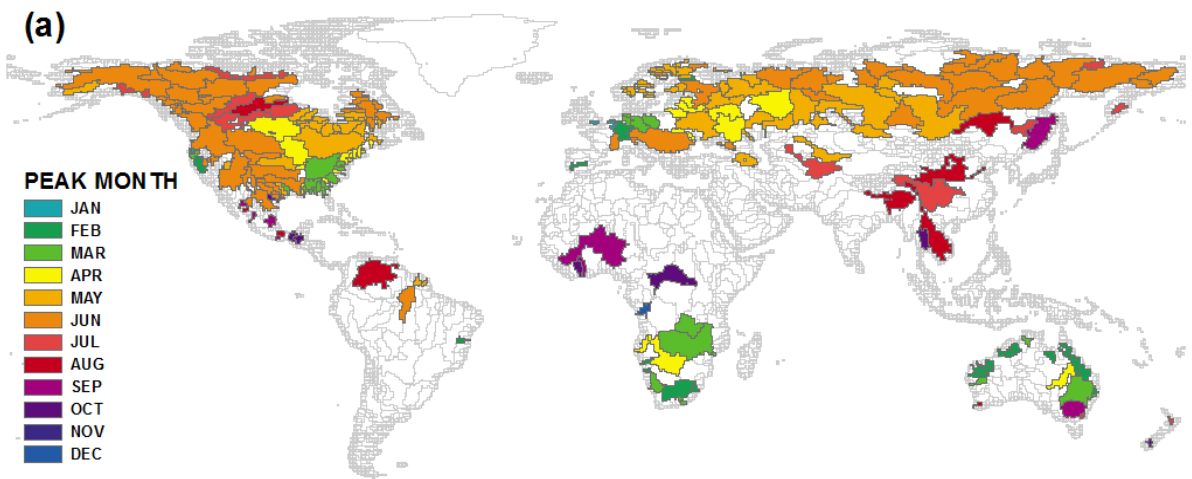 (a)
PEAK MONTH
JAN
FEB
MAR
APR
MAY
JUN
JUL
AUG
SEP
OCT
NOV
DEC